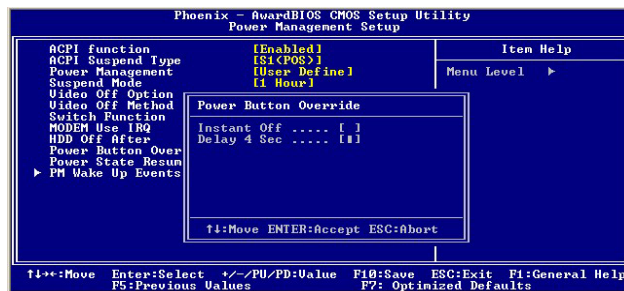 Phoenix - AwardBIOS CMOS Setup Utility
Power Management Setup
ACPI function [Enabled]
ACPI Suspend Type [S1(POS)]
Power Management [User Define]
Suspend Mode [1 Hour]
Video Off Option
Video Off Method
Switch Function
MODEM Use IRQ
HDD Off After
Power Button Over
Power State Resum
▶ PM Wake Up Events
Item Help
Menu Level ▶
Power Button Override
Instant Off ..... [ ]
Delay 4 Sec ..... [■]
↑↓:Move ENTER:Accept ESC:Abort
↑↓→←:Move Enter:Select +/-/PU/PD:Value F10:Save ESC:Exit F1:General Help
F5:Previous Values F7: Optimized Defaults